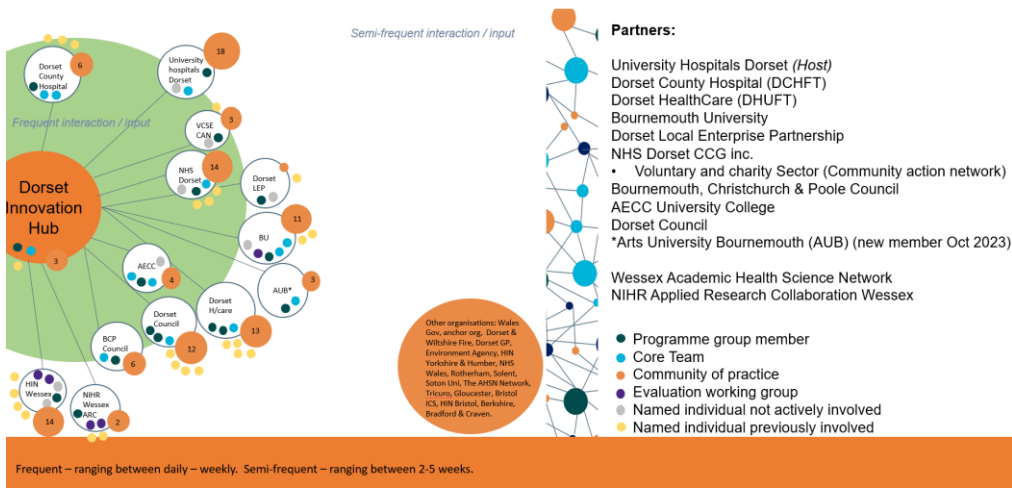 Semi-frequent interaction / input
Frequent interaction / input
Dorset
Innovation
Hub
3
Dorset
County
Hospital
6
University
hospitals
Dorset
18
VCSE
CAN
3
NHS
Dorset
14
Dorset
LEP
BU
11
AUB*
3
AECC
4
Dorset
H/care
13
Dorset
Council
12
BCP
Council
6
HIN
Wessex
14
NIHR
Wessex
ARC
2
Other organisations: Wales
Gov, anchor org, Dorset &
Wiltshire Fire, Dorset GP,
Environment Agency, HIN
Yorkshire & Humber, NHS
Wales, Rotherham, Solent,
Soton Uni, The AHSN Network,
Tricuro, Gloucester, Bristol
ICS, HIN Bristol, Berkshire,
Bradford & Craven.
Partners:
University Hospitals Dorset (Host)
Dorset County Hospital (DCHFT)
Dorset HealthCare (DHUFT)
Bournemouth University
Dorset Local Enterprise Partnership
NHS Dorset CCG inc.
• Voluntary and charity Sector (Community action network)
Bournemouth, Christchurch & Poole Council
AECC University College
Dorset Council
*Arts University Bournemouth (AUB) (new member Oct 2023)
Wessex Academic Health Science Network
NIHR Applied Research Collaboration Wessex
Programme group member
Core Team
Community of practice
Evaluation working group
Named individual not actively involved
Named individual previously involved
Frequent – ranging between daily – weekly. Semi-frequent – ranging between 2-5 weeks.